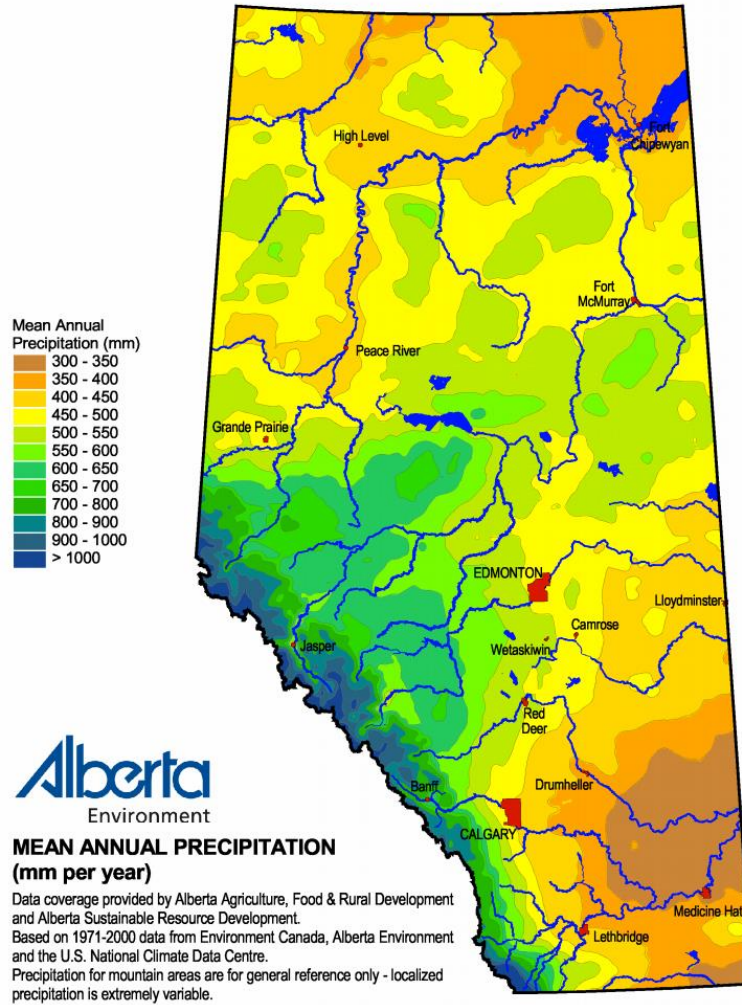 High Level
Fort
Chipewyan
Fort
McMurray
Mean Annual
Precipitation (mm)
300 - 350
350 - 400
400 - 450
450 - 500
500 - 550
550 - 600
600 - 650
650 - 700
700 - 800
800 - 900
900 - 1000
> 1000
Peace River
Grande Prairie
EDMONTON
Lloydminster
Camrose
Wetaskiwin
Jasper
Red
Deer
Drumheller
Banff
CALGARY
Medicine Hat
Lethbridge
Alberta
Environment
MEAN ANNUAL PRECIPITATION
(mm per year)
Data coverage provided by Alberta Agriculture, Food & Rural Development
and Alberta Sustainable Resource Development.
Based on 1971-2000 data from Environment Canada, Alberta Environment
and the U.S. National Climate Data Centre.
Precipitation for mountain areas are for general reference only - localized
precipitation is extremely variable.